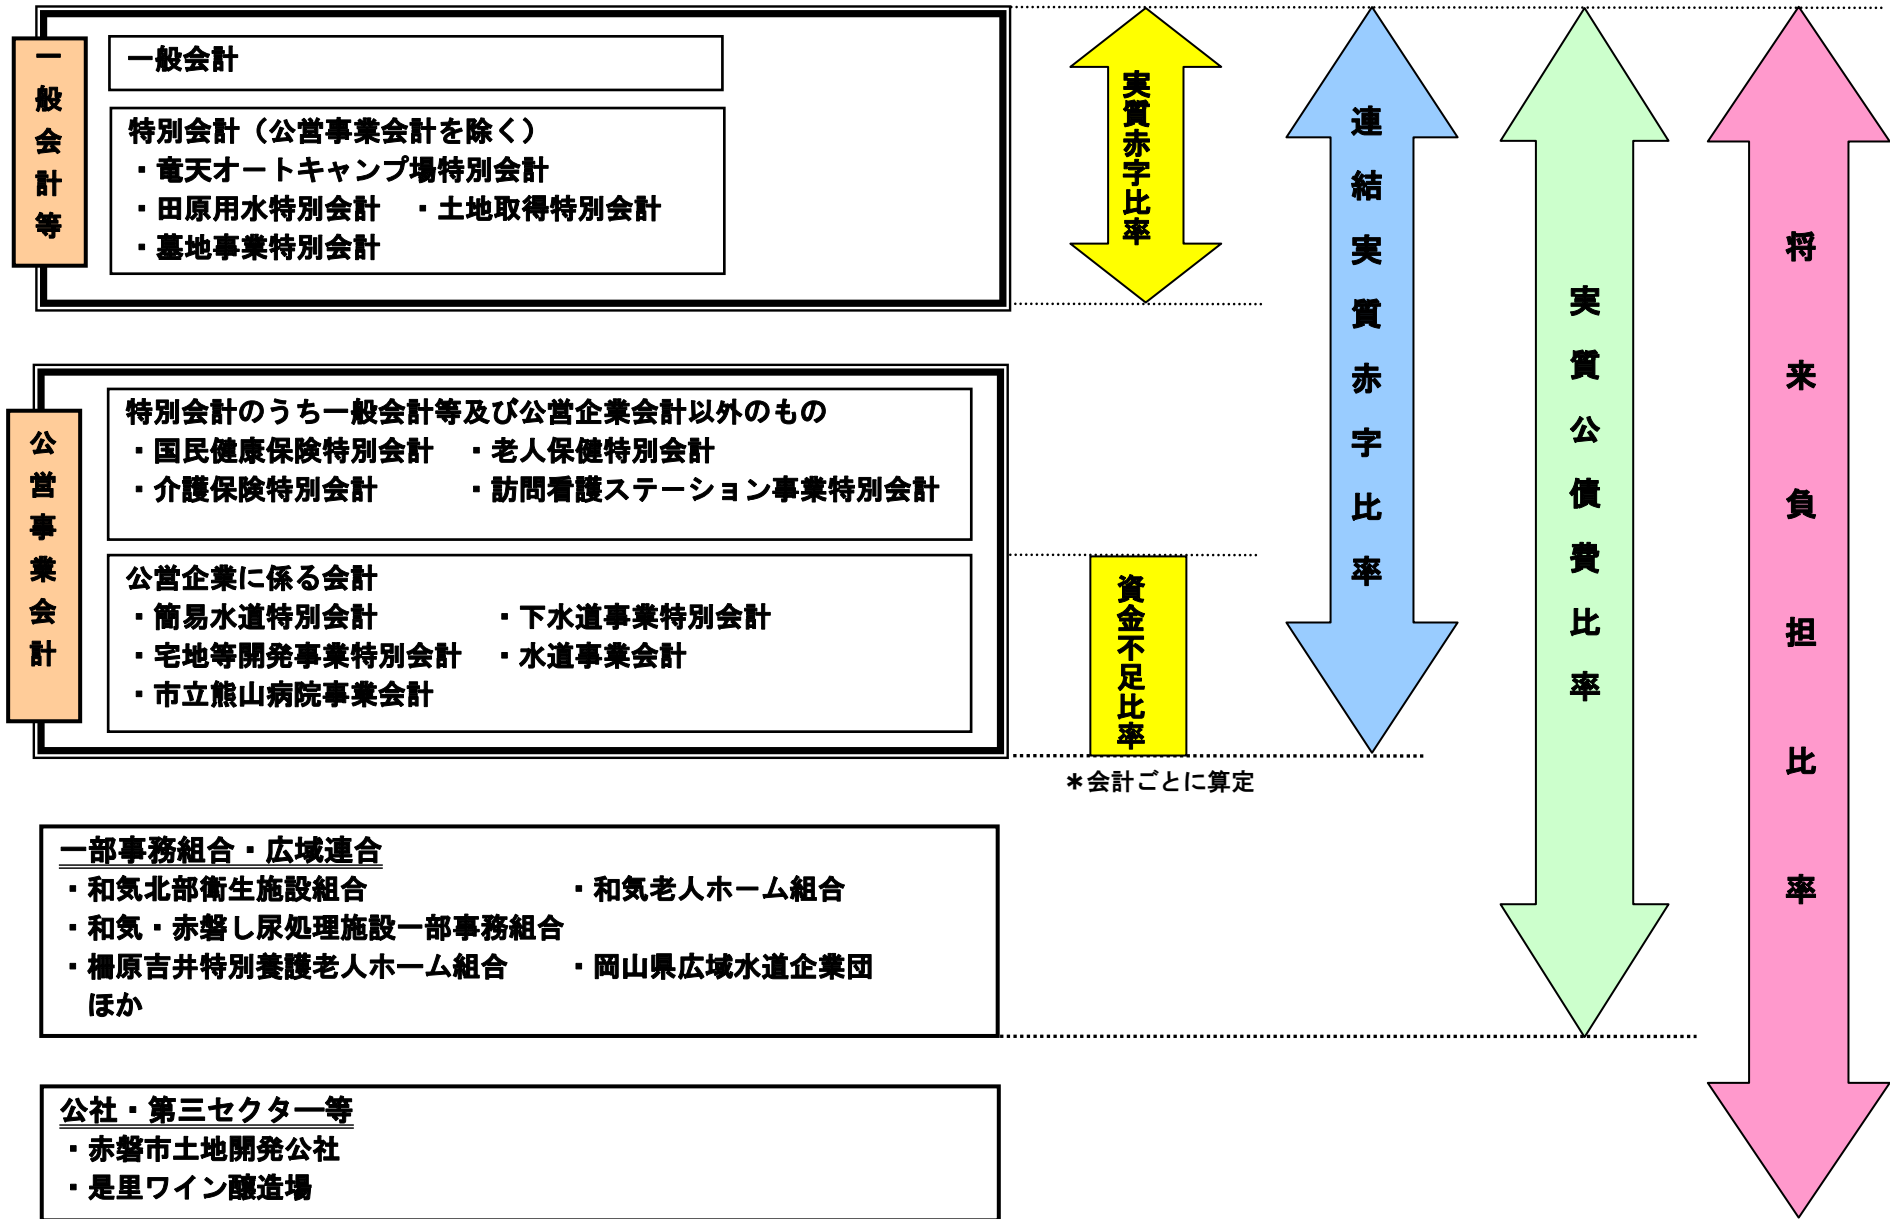 一般会計等
一般会計
特別会計（公営事業会計を除く）
・竜天オートキャンプ場特別会計
・田原用水特別会計　・土地取得特別会計
・墓地事業特別会計
実質赤字比率
連結実質赤字比率
実質公債費比率
将来負担比率
公営事業会計
特別会計のうち一般会計等及び公営企業会計以外のもの
・国民健康保険特別会計　・老人保健特別会計
・介護保険特別会計　・訪問看護ステーション事業特別会計
公営企業に係る会計
・簡易水道特別会計　・下水道事業特別会計
・宅地等開発事業特別会計　・水道事業会計
・市立熊山病院事業会計
資金不足比率
＊会計ごとに算定
一部事務組合・広域連合
・和気北部衛生施設組合　・和気老人ホーム組合
・和気・赤磐し尿処理施設一部事務組合
・柵原吉井特別養護老人ホーム組合　・岡山県広域水道企業団
ほか
公社・第三セクター等
・赤磐市土地開発公社
・是里ワイン醸造場